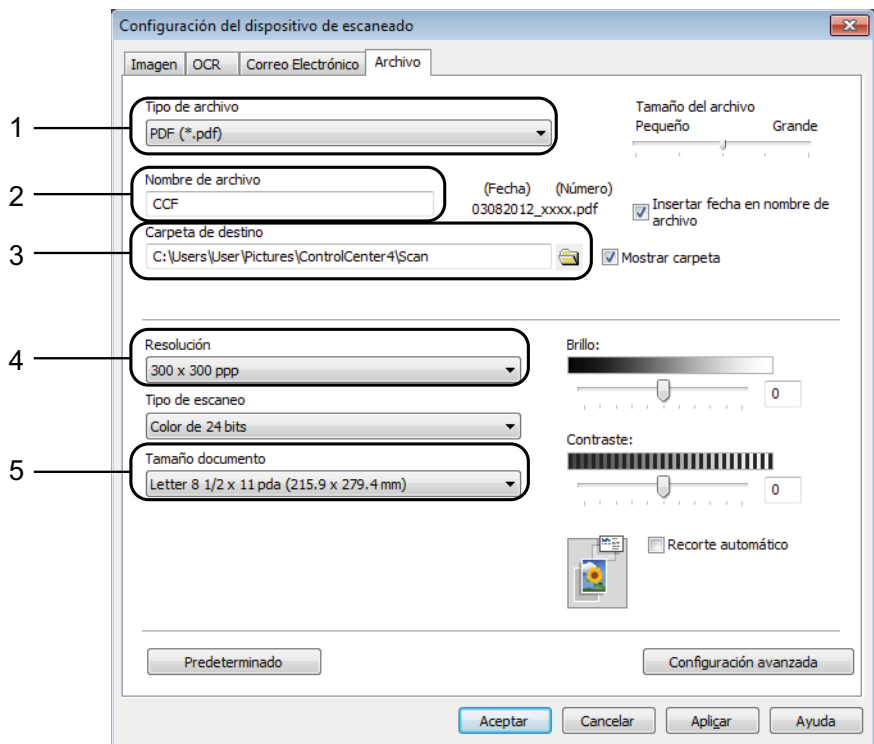 Configuración del dispositivo de escaneado
Imagen OCR Correo Electrónico Archivo
1
Tipo de archivo
PDF (*.pdf)
Tamaño del archivo
Pequeño Grande
2
Nombre de archivo
CCF
(Fecha) (Número)
03082012_xxxx.pdf
Insertar fecha en nombre de
archivo
3
Carpeta de destino
C:\Users\User\Pictures\ControlCenter4\Scan
Mostrar carpeta
4
Resolución
300 x 300 ppp
Tipo de escaneo
Color de 24 bits
5
Tamaño documento
Letter 8 1/2 x 11 pda (215.9 x 279.4 mm)
Brillo:
0
Contraste:
0
Recorte automático
Predeterminado
Configuración avanzada
Aceptar Cancelar Aplicar Ayuda